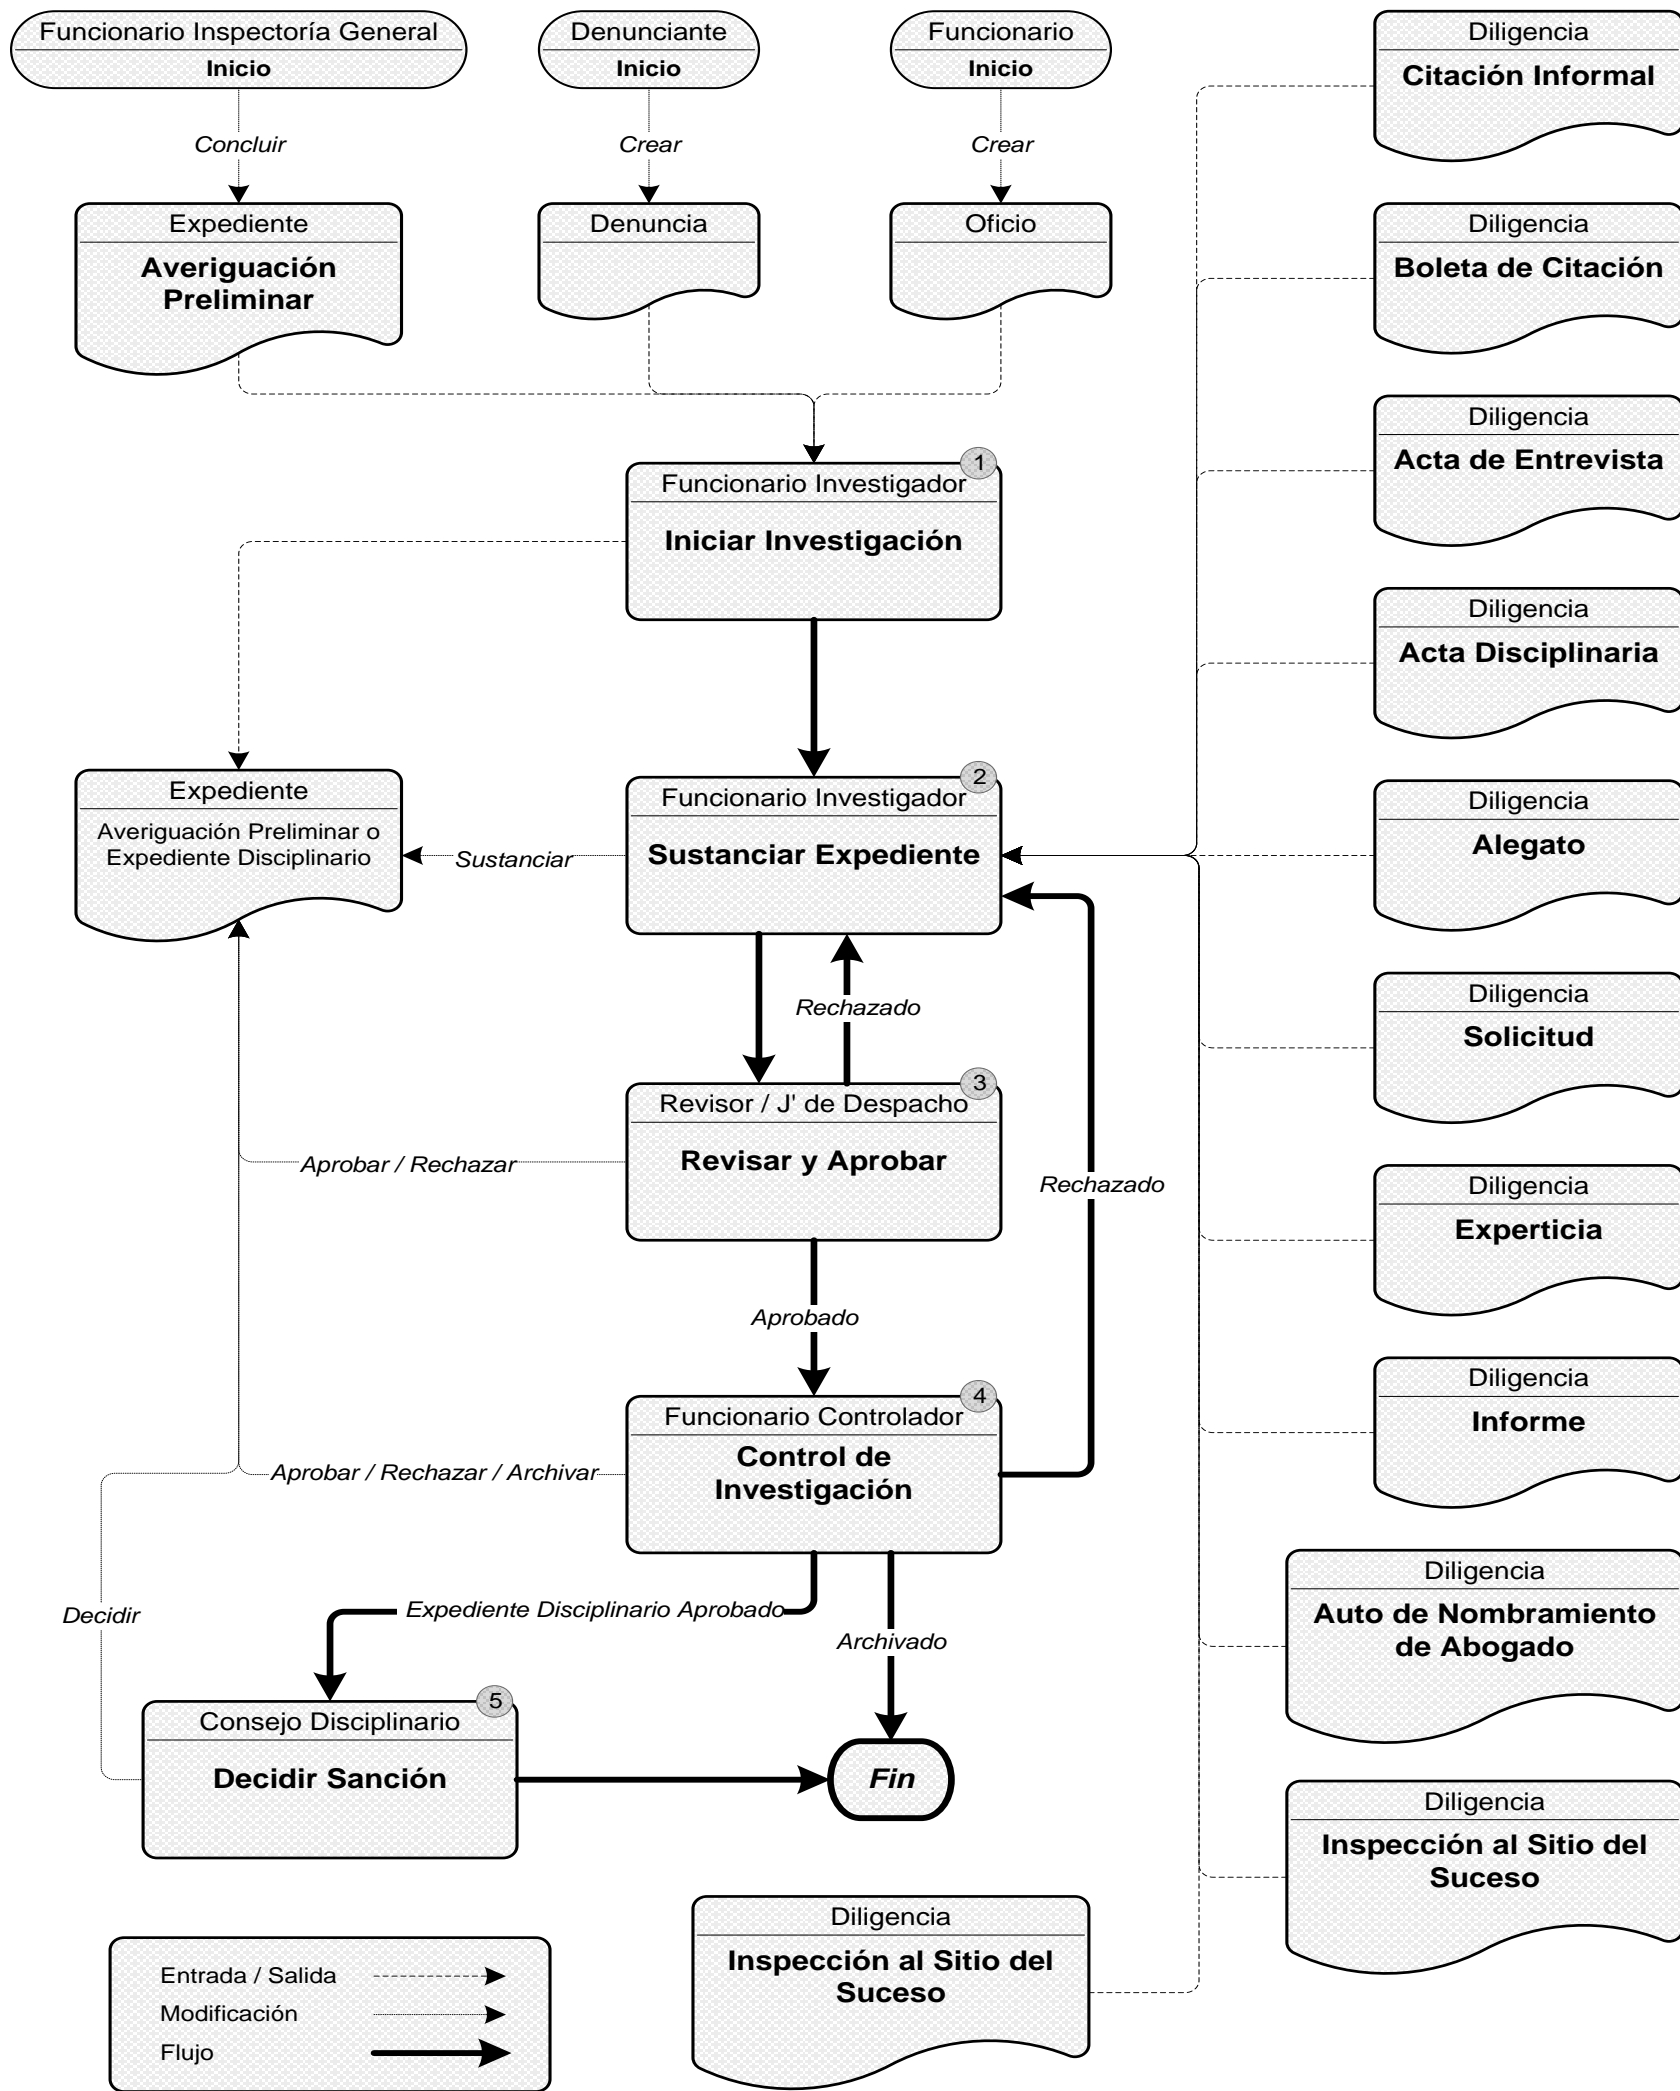 Funcionario Inspectoría General
Inicio
Denunciante
Inicio
Funcionario
Inicio
Diligencia
Citación Informal
Concluir
Crear
Crear
Expediente
Averiguación
Preliminar
Denuncia
Oficio
Diligencia
Boleta de Citación
Diligencia
Acta de Entrevista
1
Funcionario Investigador
Iniciar Investigación
Diligencia
Acta Disciplinaria
Expediente
Averiguación Preliminar o
Expediente Disciplinario
Sustanciar
2
Funcionario Investigador
Sustanciar Expediente
Diligencia
Alegato
Rechazado
Diligencia
Solicitud
3
Revisor / J' de Despacho
Revisar y Aprobar
Aprobar / Rechazar
Rechazado
Diligencia
Experticia
Aprobado
4
Funcionario Controlador
Control de
Investigación
Aprobar / Rechazar / Archivar
Diligencia
Informe
Decidir
Expediente Disciplinario Aprobado
Archivado
Diligencia
Auto de Nombramiento
de Abogado
5
Consejo Disciplinario
Decidir Sanción
Fin
Diligencia
Inspección al Sitio del
Suceso
Diligencia
Inspección al Sitio del
Suceso
Entrada / Salida
Modificación
Flujo